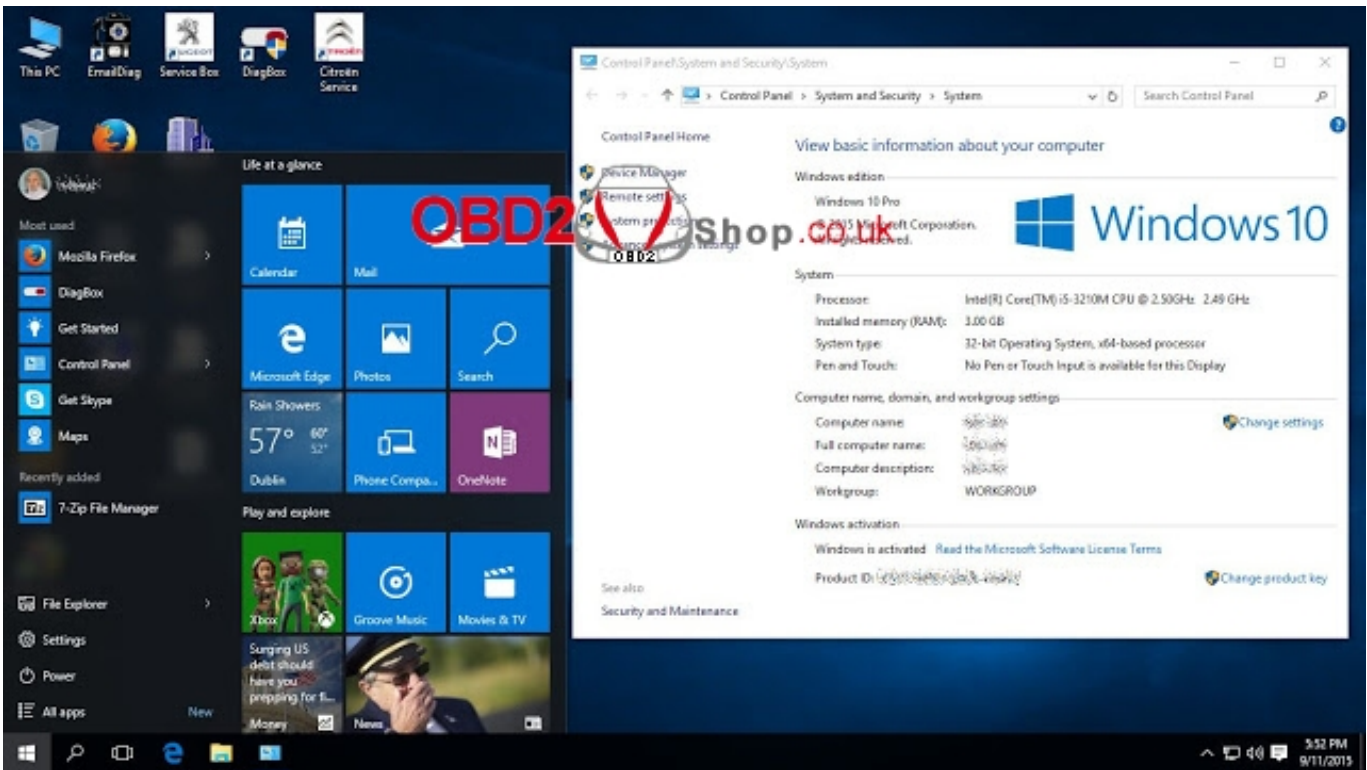 This PC
EmailDiag
Service Box
DiagBox
Citroën
Service
PEUGEOT
CITROËN
Life at a glance
Most used
Mozilla Firefox
DiagBox
Get Started
Control Panel
Get Skype
Maps
Recently added
7-Zip File Manager
File Explorer
Settings
Power
All apps
New
Calendar
Mail
Microsoft Edge
Photos
Search
Rain Showers
57° 60°
52°
Dublin
Phone Compa...
OneNote
Play and explore
Xbox
Groove Music
Movies & TV
Surging US
debt should
have you
prepping for fi...
Money
News
OBD2 Shop.co.uk
OBD2
Control Panel\System and Security\System
Control Panel > System and Security > System
Search Control Panel
Control Panel Home
Device Manager
Remote settings
System protection
settings
See also
Security and Maintenance
View basic information about your computer
Windows edition
Windows 10 Pro
© 2015 Microsoft Corporation.
reserved.
Windows 10
System
Processor: Intel(R) Core(TM) i5-3210M CPU @ 2.50GHz 2.49 GHz
Installed memory (RAM): 3.00 GB
System type: 32-bit Operating System, x64-based processor
Pen and Touch: No Pen or Touch Input is available for this Display
Computer name, domain, and workgroup settings
Computer name:
Full computer name:
Computer description:
Workgroup: WORKGROUP
Change settings
Windows activation
Windows is activated Read the Microsoft Software License Terms
Product ID:
Change product key
5:52 PM
9/11/2015